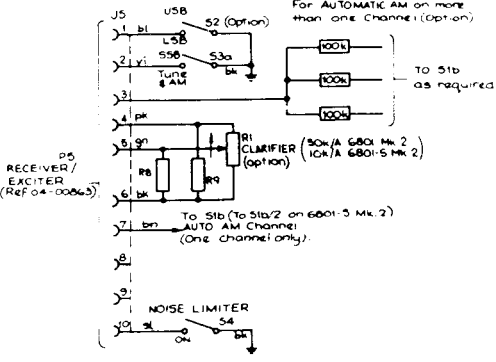 For AUTOMATIC AM on more
than one Channel (Option)
J5
USB
1 bl
S2 (Option)
LSB
SSB
2 vi
S3a
bk
Tune
& AM
100k
100k
100k
TO S1b
as required
3
4 pk
5 gn
R1
CLARIFIER
(option)
50k/A 6801 Mk. 2
10k/A 6801-S Mk. 2
R8
R9
P5
RECEIVER/
EXCITER
(Ref 04-00863)
6 bk
7 bn
To S1b (To S1b/2 on 6801-S Mk. 2)
AUTO AM Channel
(One channel only).
8
9
NOISE LIMITER
10 sl
S4
ON
bk